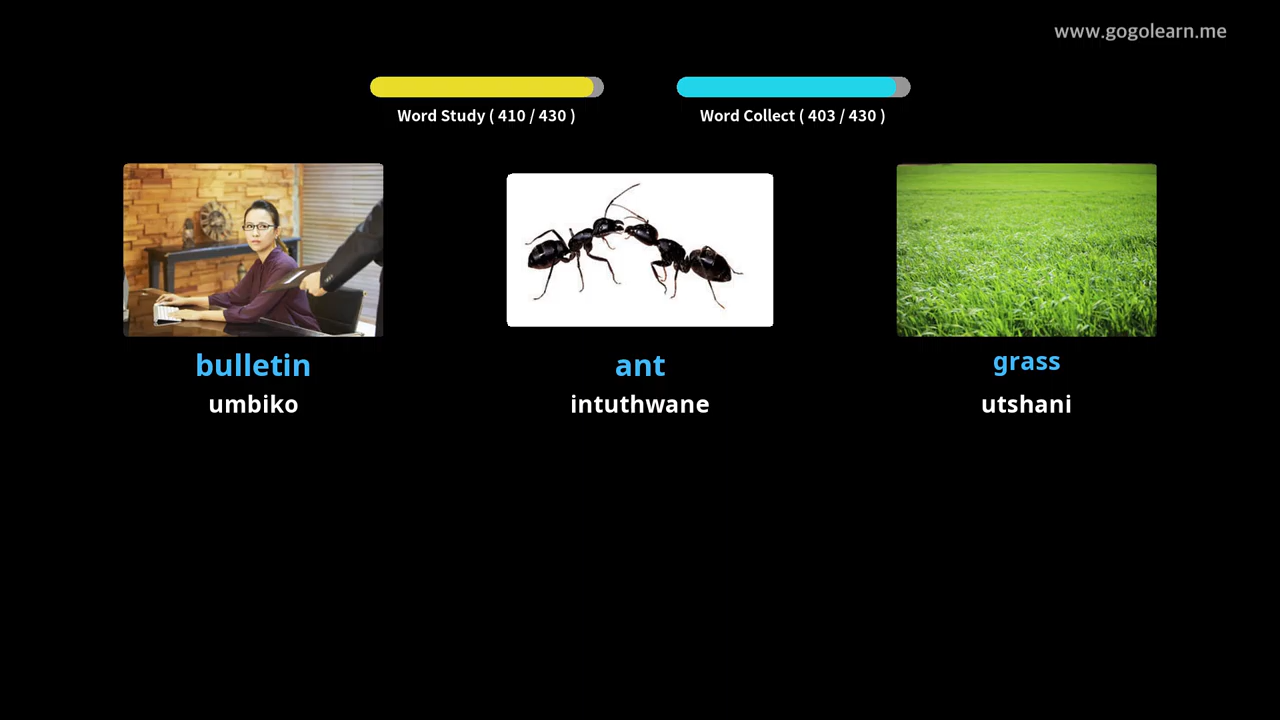 www.gogolearn.me
Word Study ( 410 / 430 )
Word Collect ( 403 / 430 )
bulletin
umbiko
ant
intuthwane
grass
utshani